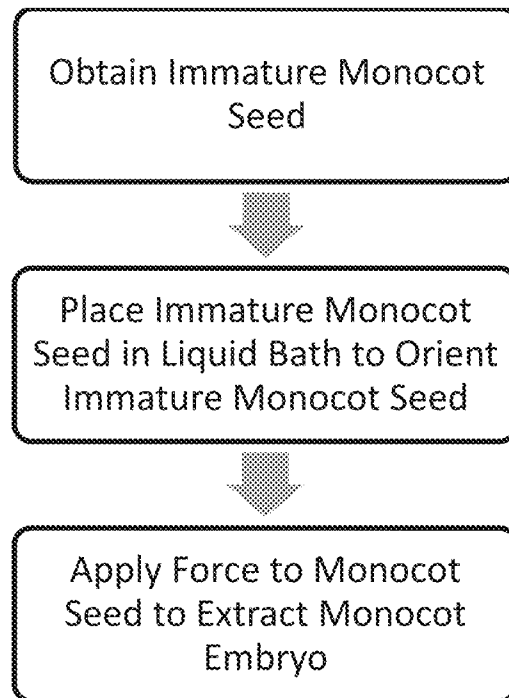 Obtain Immature Monocot
Seed
Place Immature Monocot
Seed in Liquid Bath to Orient
Immature Monocot Seed
Apply Force to Monocot
Seed to Extract Monocot
Embryo